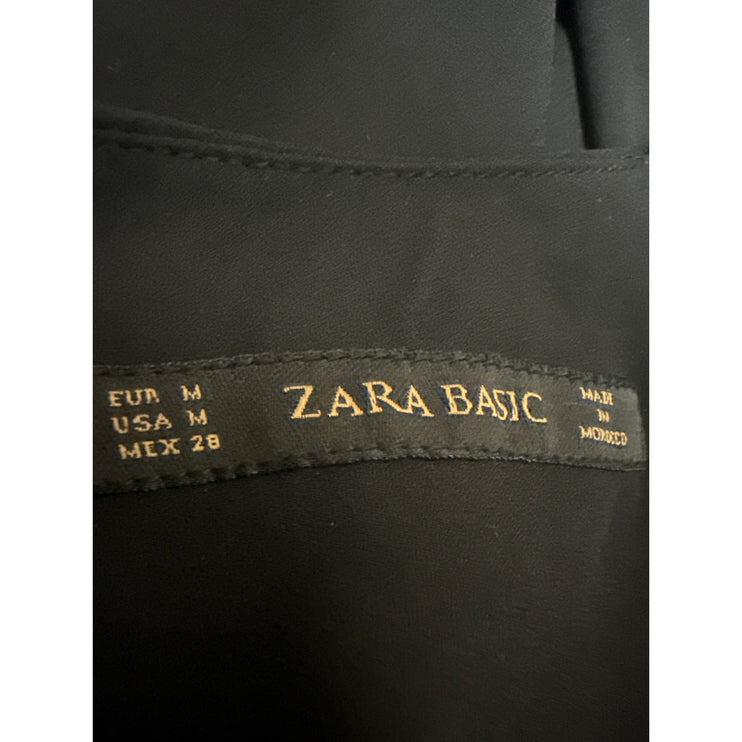 EUR M
USA M
MEX 28
ZARA BASIC
MADE
IN
MOROCCO